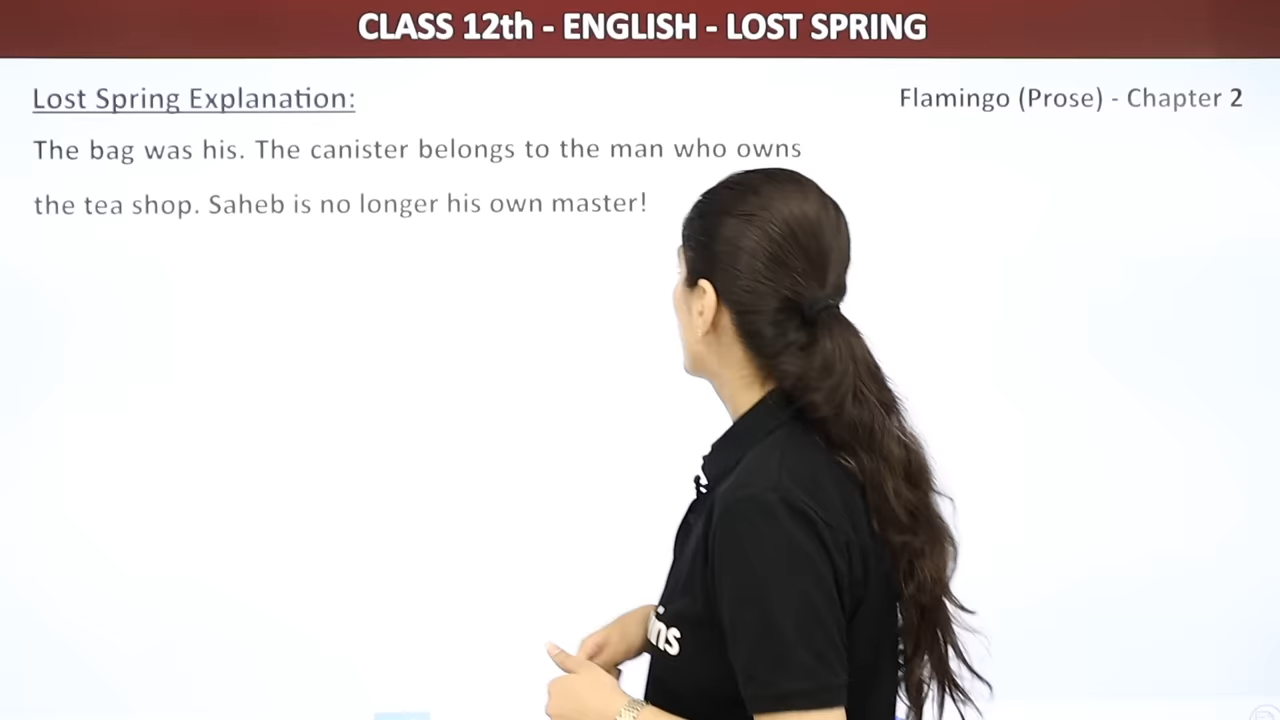 CLASS 12th - ENGLISH - LOST SPRING
Lost Spring Explanation:
Flamingo (Prose) - Chapter 2
The bag was his. The canister belongs to the man who owns
the tea shop. Saheb is no longer his own master!